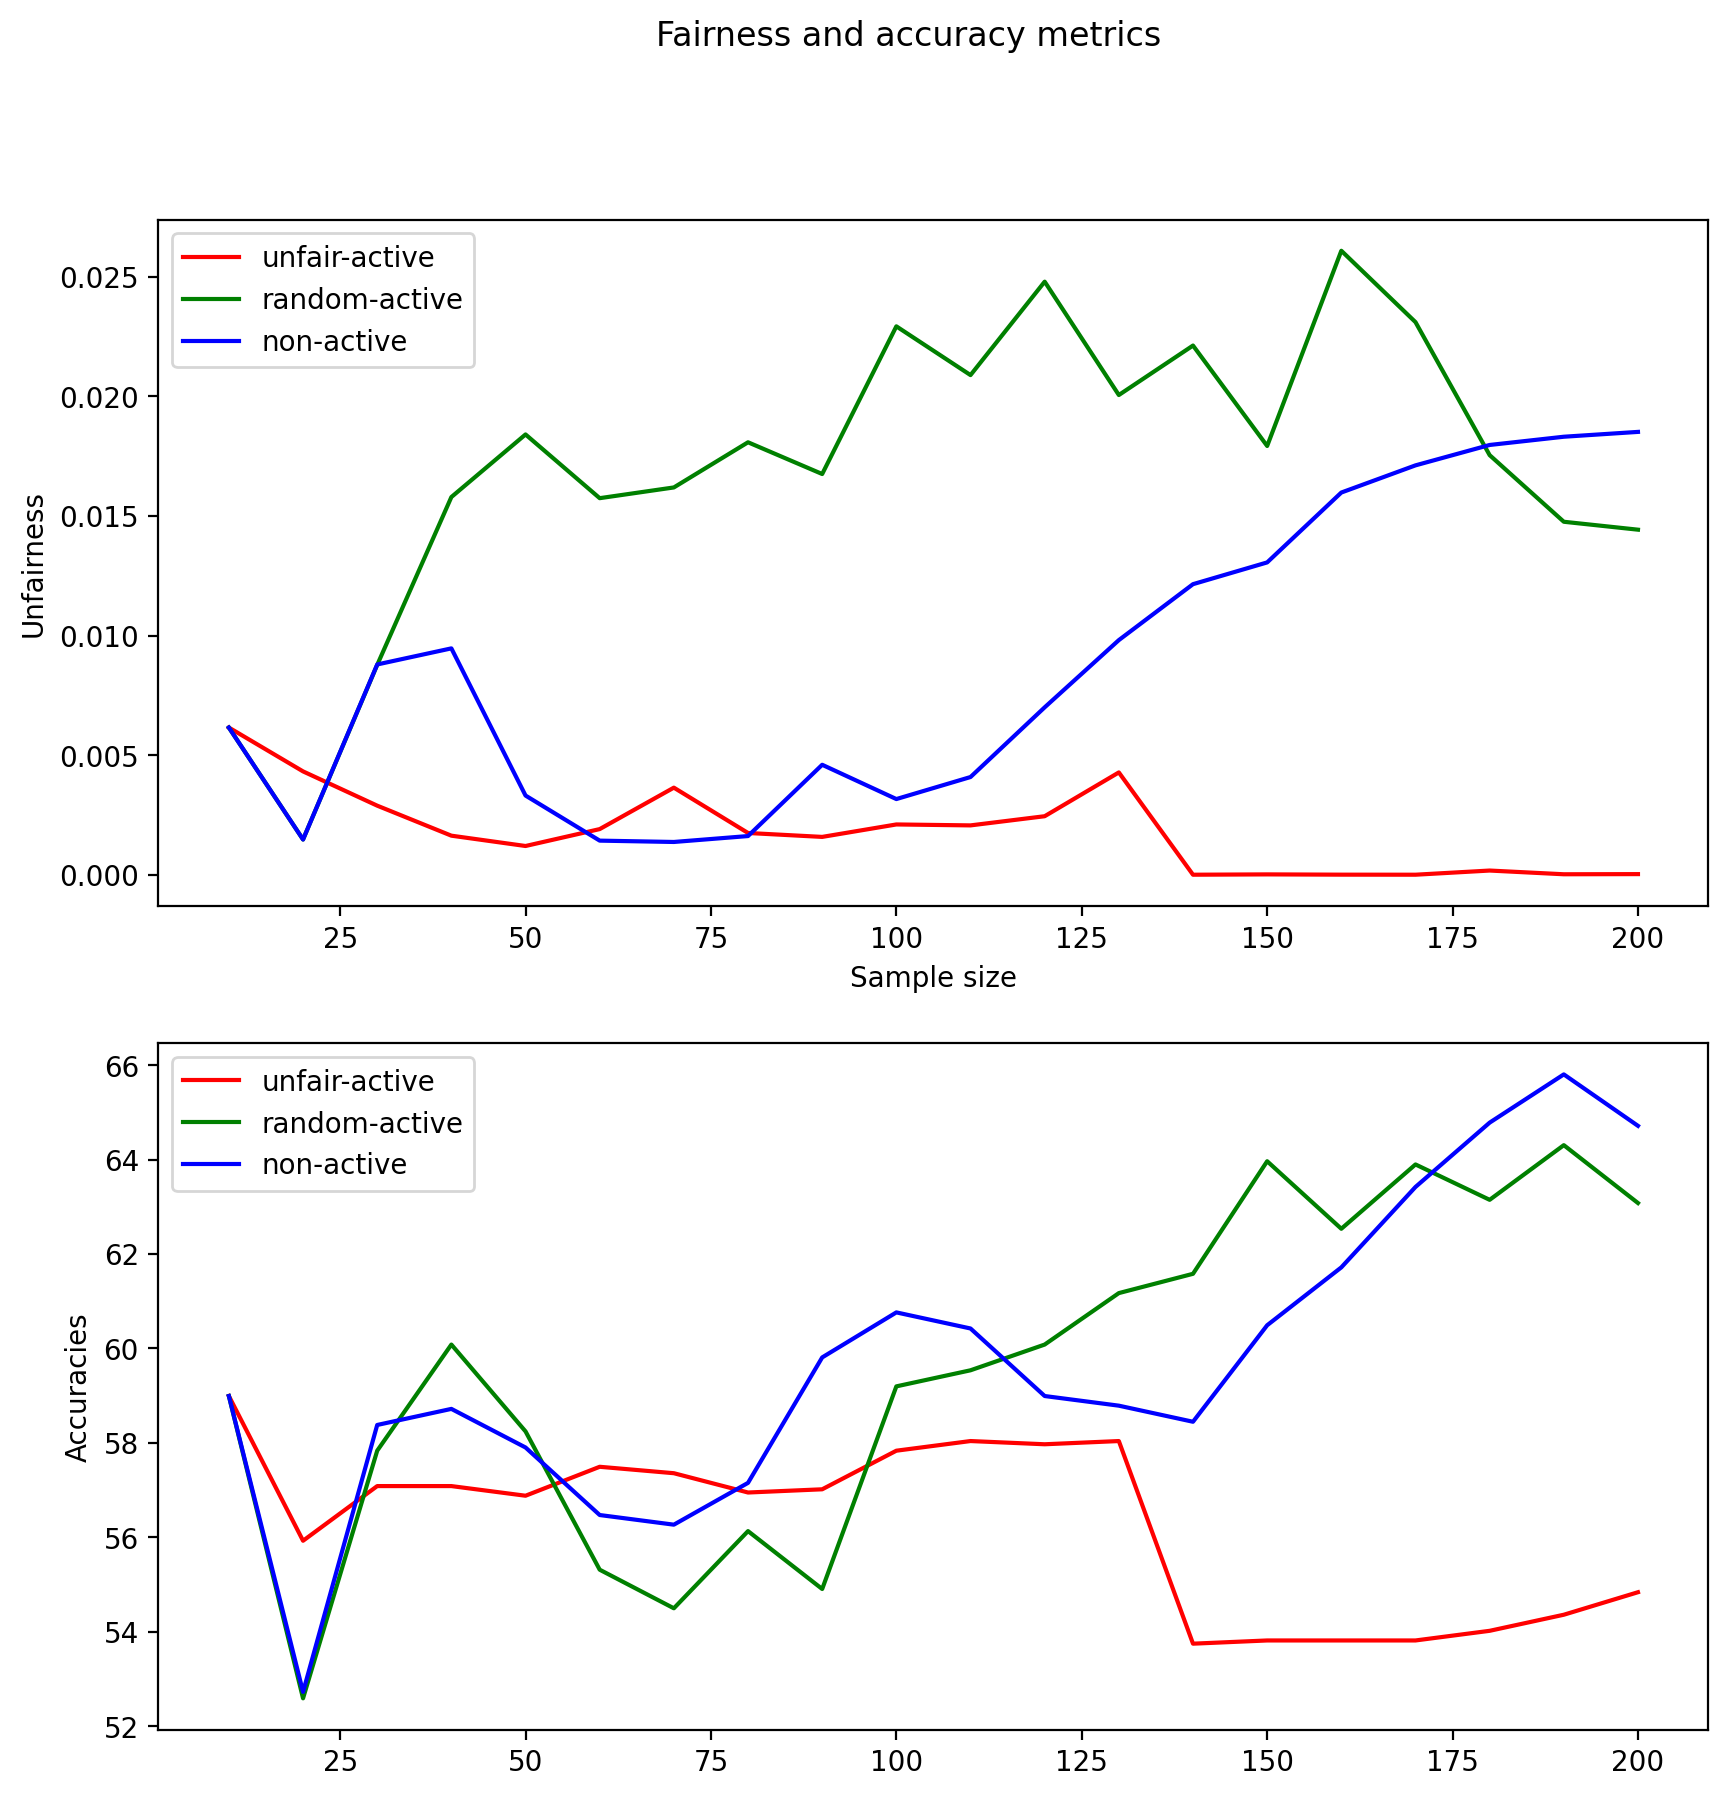 Fairness and accuracy metrics
unfair-active
random-active
non-active
0.025
0.020
0.015
0.010
0.005
0.000
Unfairness
25 50 75 100 125 150 175 200
Sample size
unfair-active
random-active
non-active
66
64
62
60
58
56
54
52
Accuracies
25 50 75 100 125 150 175 200